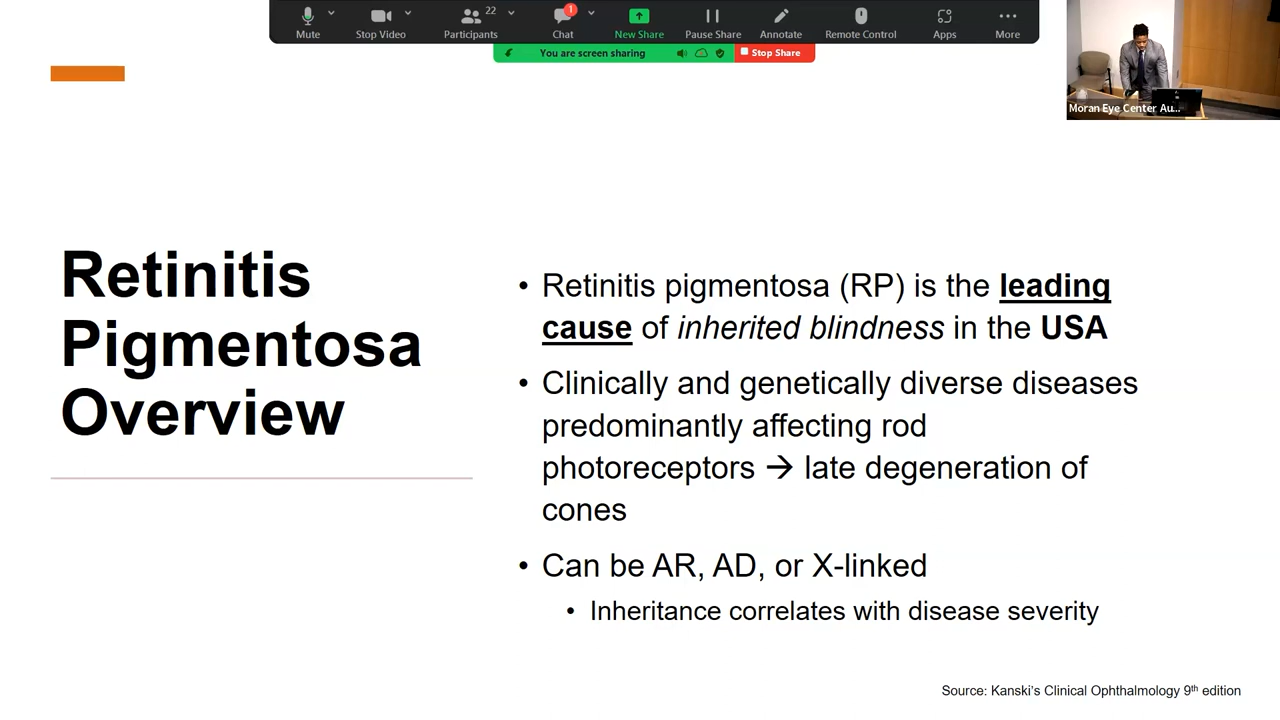 22
1
Mute
Stop Video
Participants
Chat
New Share
Pause Share
Annotate
Remote Control
Apps
More
You are screen sharing
Stop Share
Moran Eye Center Au...
Retinitis
Pigmentosa
Overview
• Retinitis pigmentosa (RP) is the leading
cause of inherited blindness in the USA
• Clinically and genetically diverse diseases
predominantly affecting rod
photoreceptors → late degeneration of
cones
• Can be AR, AD, or X-linked
• Inheritance correlates with disease severity
Source: Kanski's Clinical Ophthalmology 9th edition